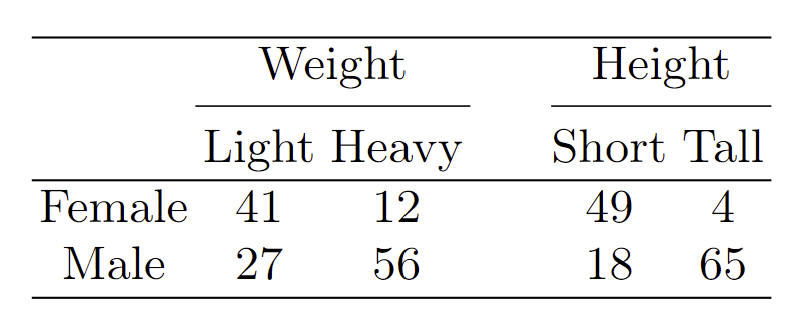 Weight Height
Light Heavy Short Tall
Female 41 12 49 4
Male 27 56 18 65